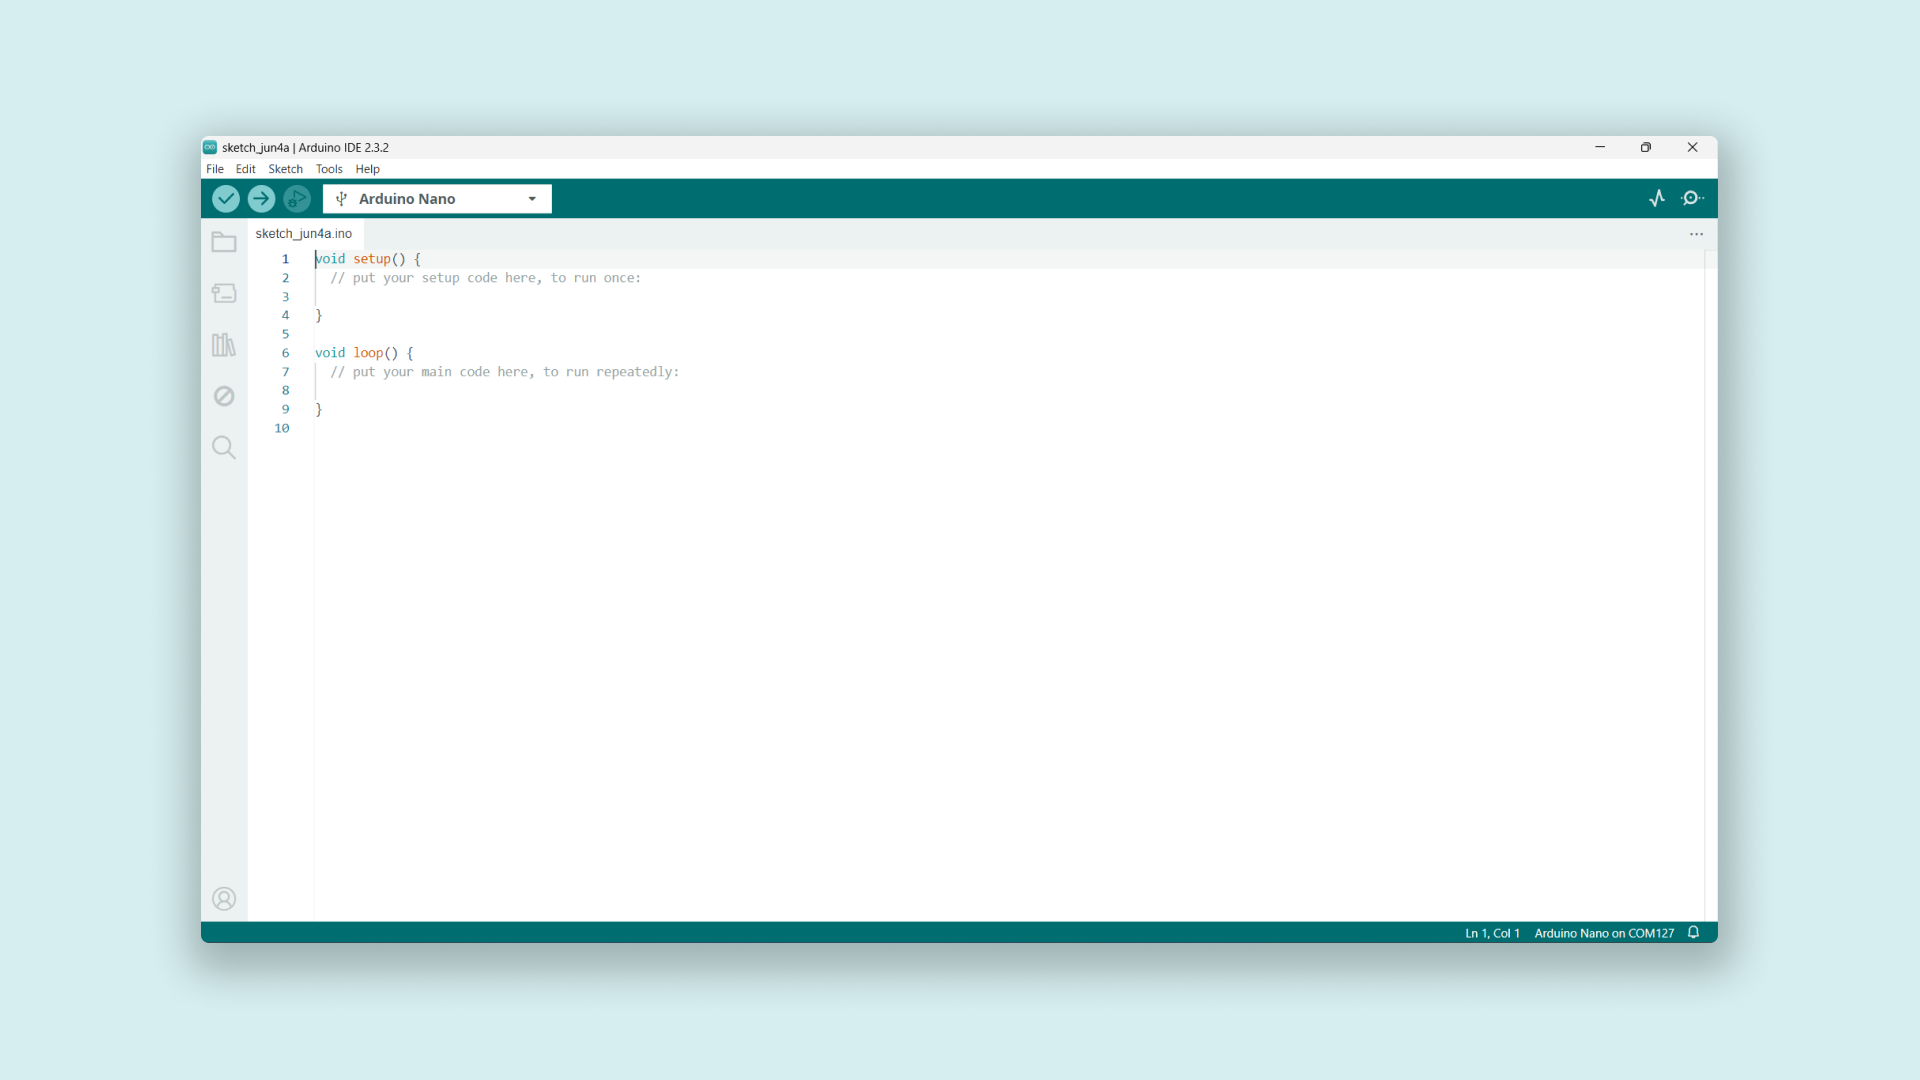 sketch_jun4a | Arduino IDE 2.3.2
File Edit Sketch Tools Help
Arduino Nano
sketch_jun4a.ino
1 void setup() {
2 // put your setup code here, to run once:
3
4 }
5
6 void loop() {
7 // put your main code here, to run repeatedly:
8
9 }
10
Ln 1, Col 1 Arduino Nano on COM127